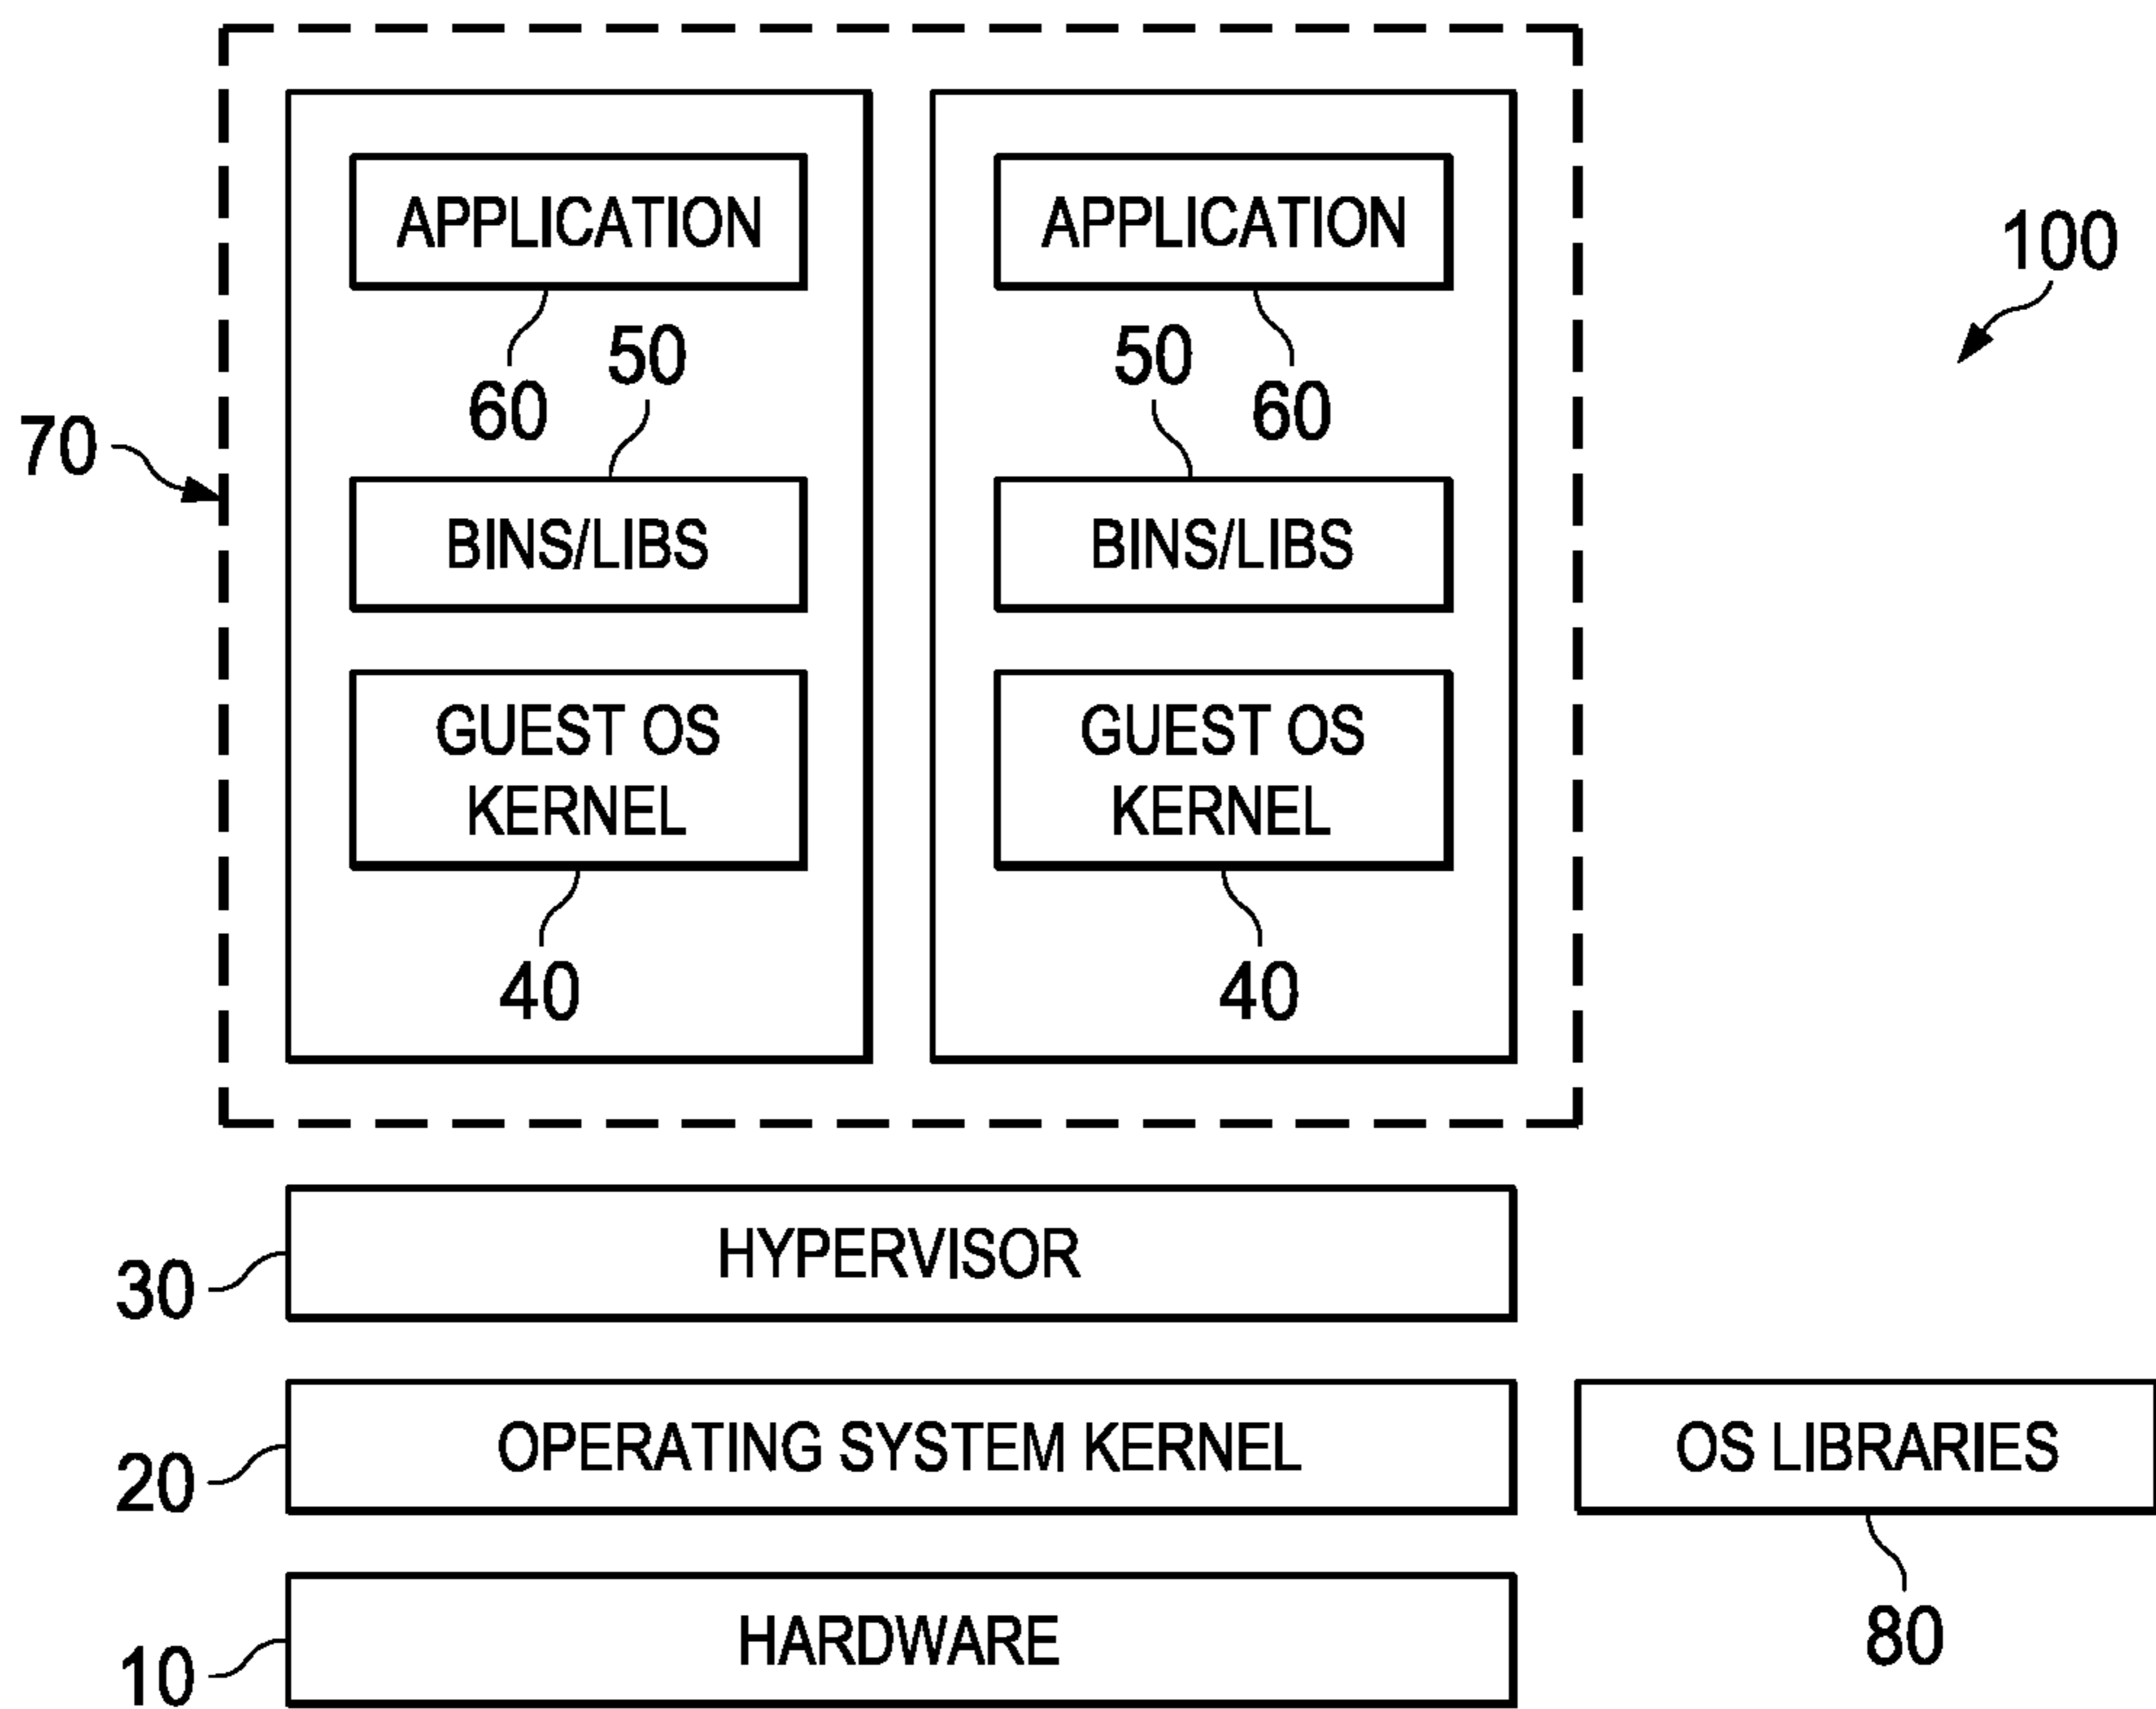 APPLICATION
APPLICATION
100
50
50
60
60
70
BINS/LIBS
BINS/LIBS
GUEST OS
KERNEL
GUEST OS
KERNEL
40
40
HYPERVISOR
30
OPERATING SYSTEM KERNEL
OS LIBRARIES
20
HARDWARE
80
10